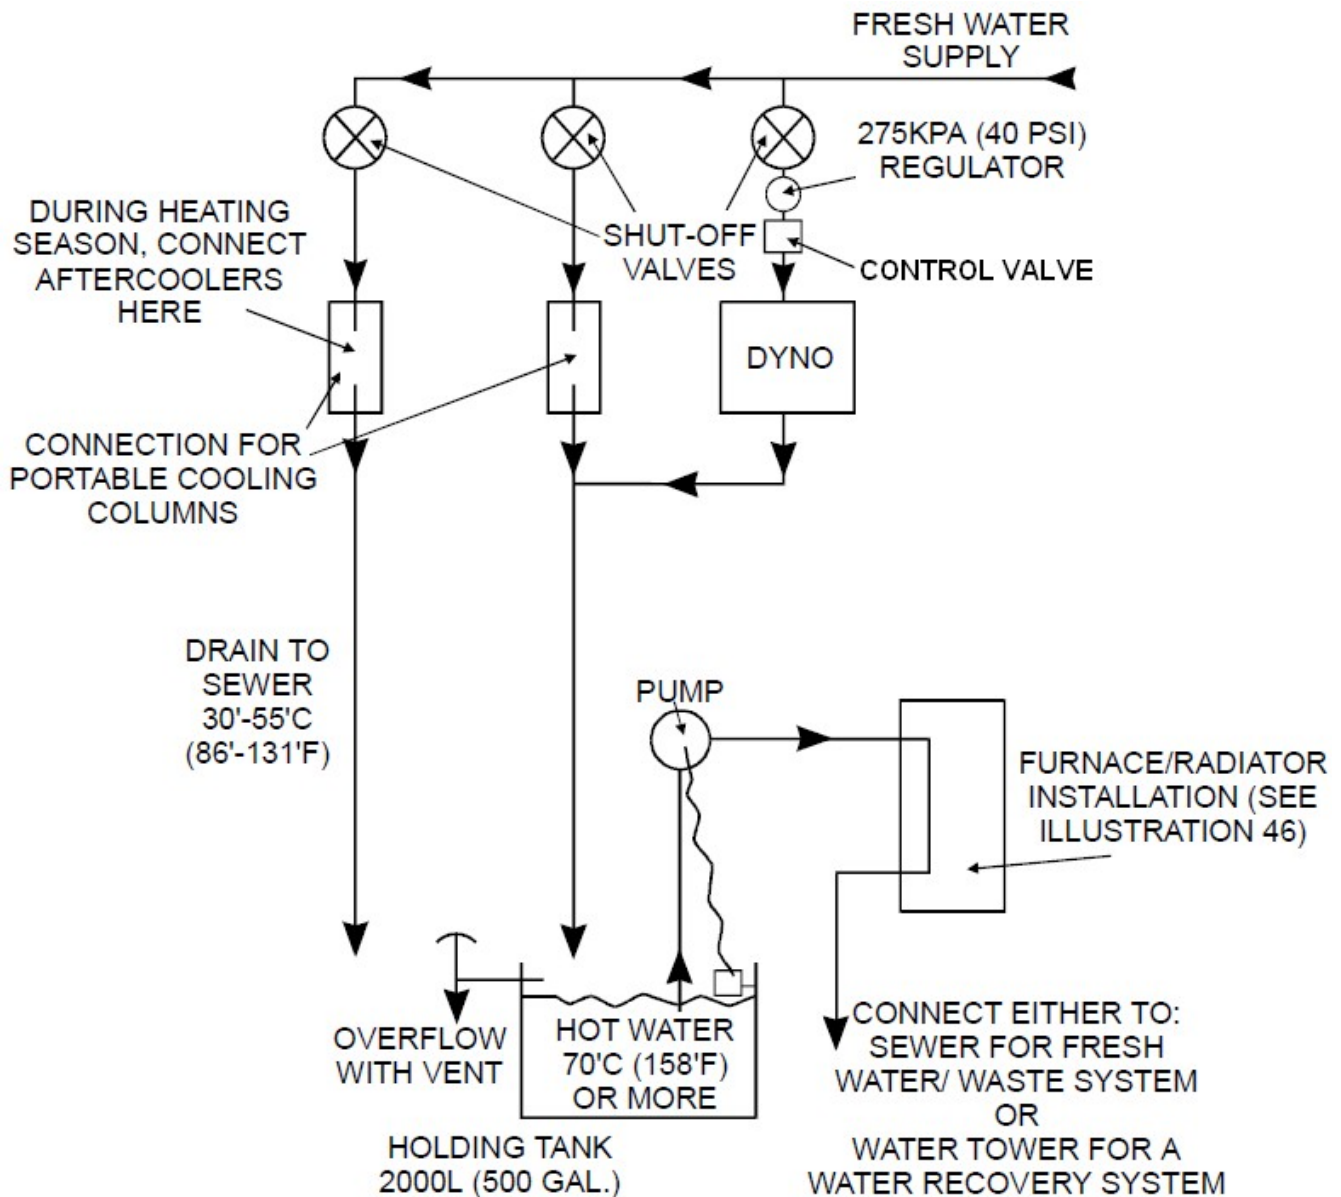 FRESH WATER
SUPPLY
275KPA (40 PSI)
REGULATOR
DURING HEATING
SEASON, CONNECT
AFTERCOOLERS
HERE
SHUT-OFF
VALVES
CONTROL VALVE
DYNO
CONNECTION FOR
PORTABLE COOLING
COLUMNS
DRAIN TO
SEWER
30'-55'C
(86'-131'F)
PUMP
FURNACE/RADIATOR
INSTALLATION (SEE
ILLUSTRATION 46)
OVERFLOW
WITH VENT
HOT WATER
70'C (158'F)
OR MORE
HOLDING TANK
2000L (500 GAL.)
CONNECT EITHER TO:
SEWER FOR FRESH
WATER/ WASTE SYSTEM
OR
WATER TOWER FOR A
WATER RECOVERY SYSTEM